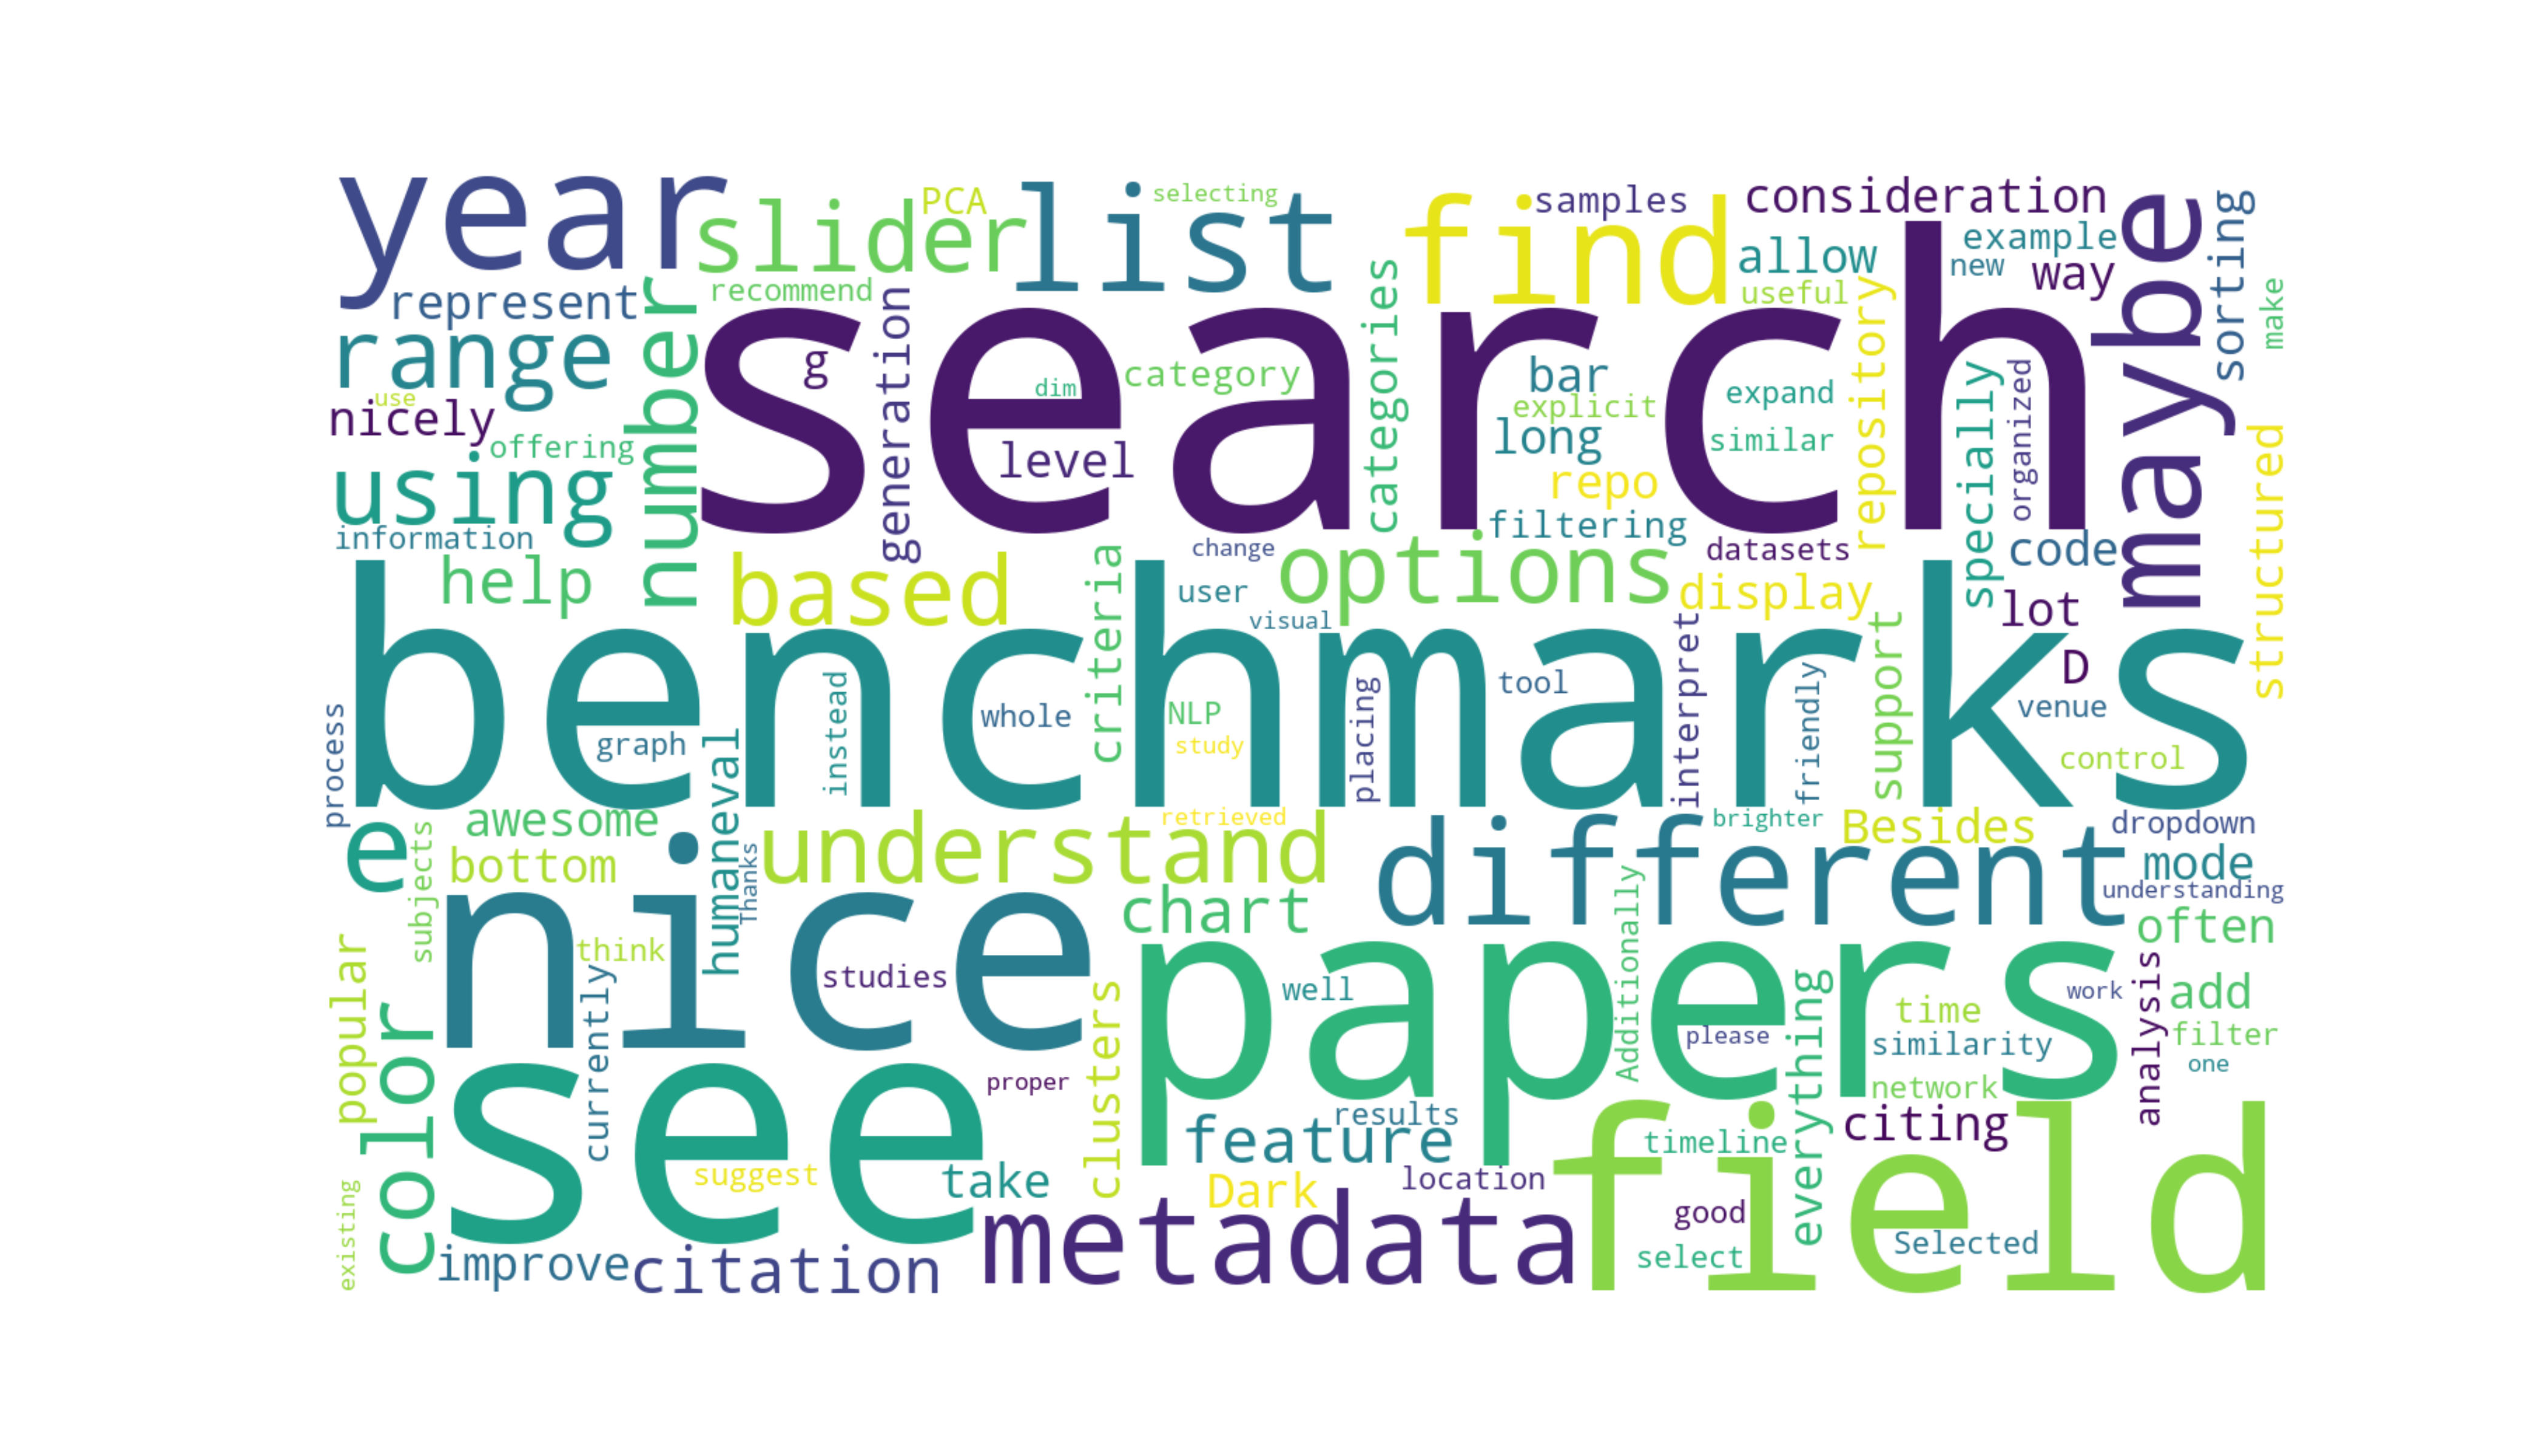 year
slider
PCA
list
selecting
find
samples
consideration
maybe
sorting
represent
number
recommend
generation
search
categories
allow
useful
repository
example
new
way
make
range
use
nicely
g
dim
category
bar
explicit
expand
specially
organized
offering
level
long
similar
structured
using
repo
information
filtering
change
datasets
code
help
based
criteria
user
visual
options
display
lot
benchmarks
process
graph
instead
whole
NLP
study
placing
tool
interpret
friendly
support
D
venue
control
e
subjects
awesome
bottom
humaneval
Thanks
understand
retrieved
different
brighter
Besides
dropdown
mode
understanding
nice
think
studies
chart
often
popular
currently
clusters
well
papers
Additionally
please
everything
time
similarity
network
work
analysis
add
filter
one
color
see
proper
results
feature
timeline
citing
existing
suggest
take
Dark
location
field
good
select
Selected
improve
citation
metadata